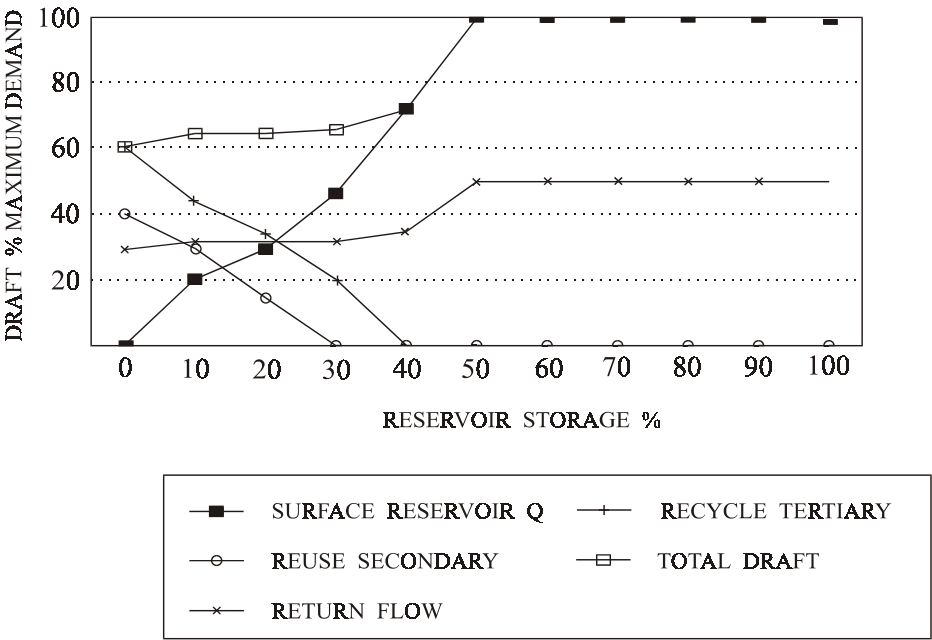 DRAFT % MAXIMUM DEMAND
100
80
60
40
20
0 10 20 30 40 50 60 70 80 90 100
RESERVOIR STORAGE %
SURFACE RESERVOIR Q
RECYCLE TERTIARY
REUSE SECONDARY
TOTAL DRAFT
RETURN FLOW